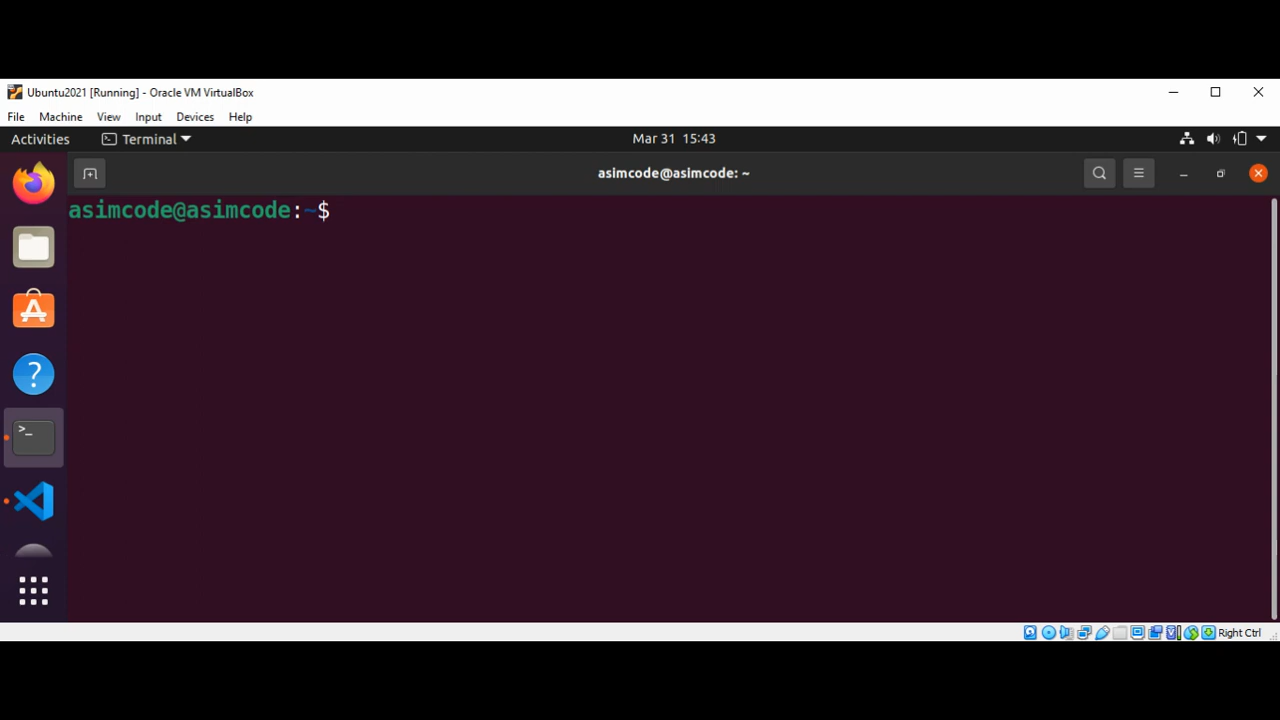 Ubuntu2021 [Running] - Oracle VM VirtualBox
File Machine View Input Devices Help
Activities Terminal Mar 31 15:43
asimcode@asimcode: ~
asimcode@asimcode:~$
>_
?
Right Ctrl